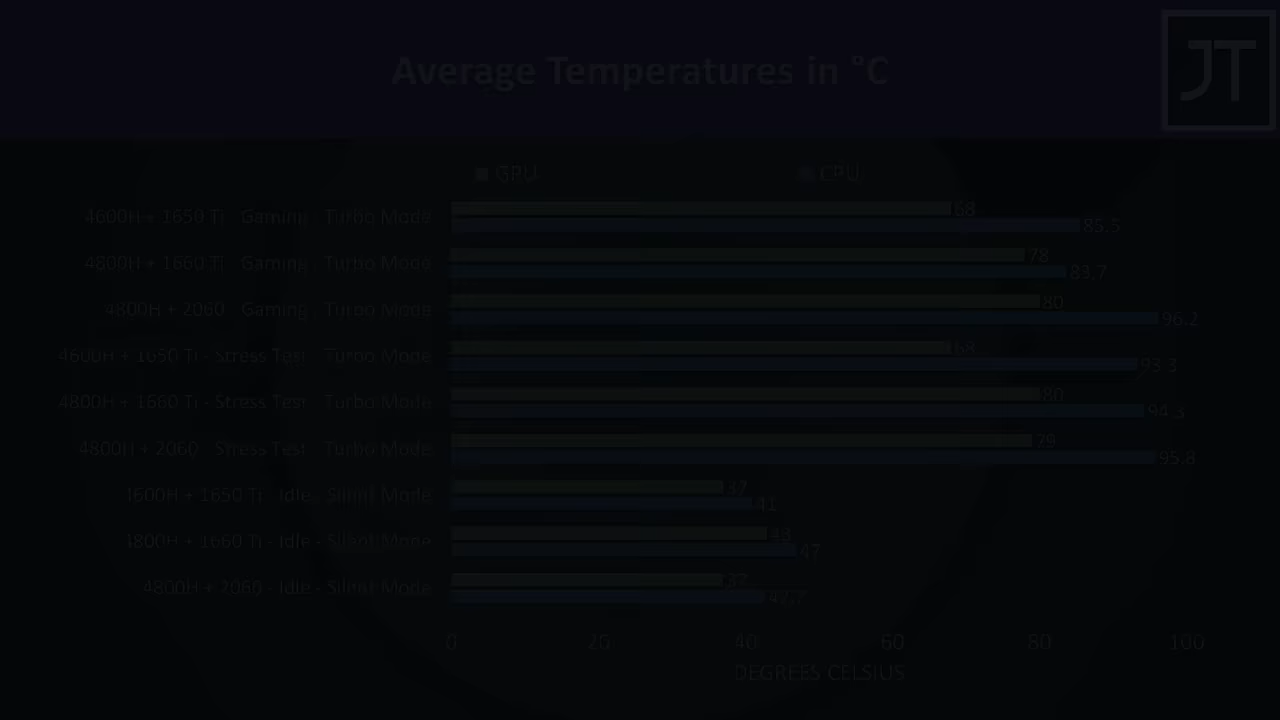 Average Temperatures in °C
JT
GPU CPU
4600H + 1650 Ti - Gaming - Turbo Mode 68 85.5
4800H + 1660 Ti - Gaming - Turbo Mode 78 83.7
4800H + 2060 - Gaming - Turbo Mode 80 96.2
4600H + 1650 Ti - Stress Test - Turbo Mode 68 93.3
4800H + 1660 Ti - Stress Test - Turbo Mode 80 94.3
4800H + 2060 - Stress Test - Turbo Mode 79 95.8
4600H + 1650 Ti - Idle - Silent Mode 37 41
4800H + 1660 Ti - Idle - Silent Mode 43 47
4800H + 2060 - Idle - Silent Mode 37 42.7
0 20 40 60 80 100
DEGREES CELSIUS